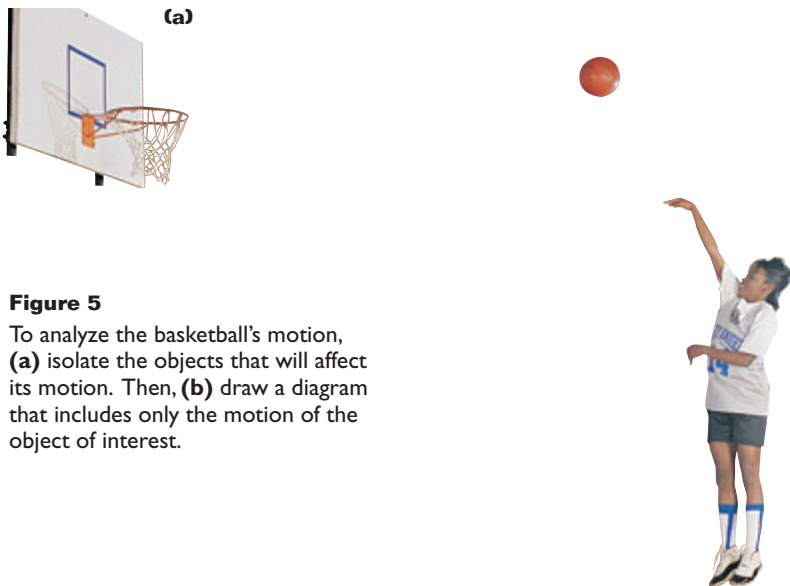 (a)
Figure 5
To analyze the basketball’s motion,
(a) isolate the objects that will affect
its motion. Then, (b) draw a diagram
that includes only the motion of the
object of interest.
14